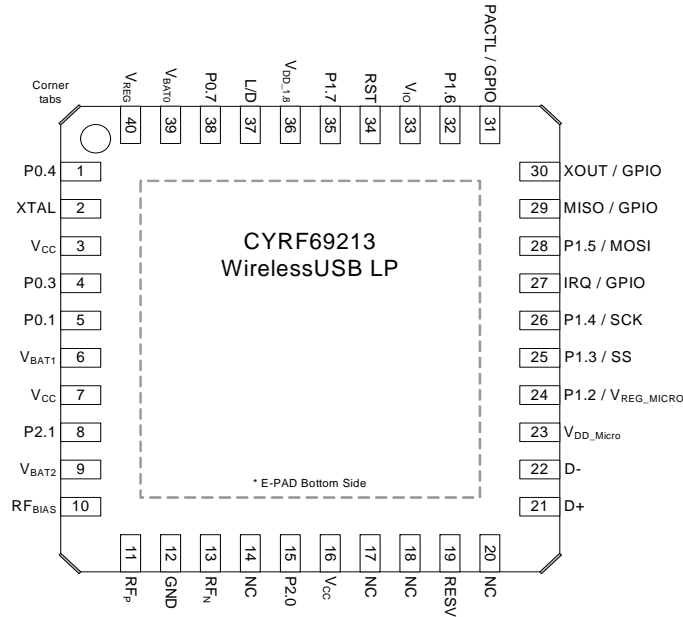 PACTL / GPIO
Corner
tabs
VREG
VBAT0
P0.7
L/D
VDD_1.8
P1.7
RST
VIO
P1.6
40
39
38
37
36
35
34
33
32
31
P0.4 1
XTAL 2
VCC 3
P0.3 4
P0.1 5
VBAT1 6
VCC 7
P2.1 8
VBAT2 9
RFBIAS 10
CYRF69213
WirelessUSB LP
* E-PAD Bottom Side
30 XOUT / GPIO
29 MISO / GPIO
28 P1.5 / MOSI
27 IRQ / GPIO
26 P1.4 / SCK
25 P1.3 / SS
24 P1.2 / VREG_MICRO
23 VDD_Micro
22 D-
21 D+
11
12
13
14
15
16
17
18
19
20
RFP
GND
RFN
NC
P2.0
VCC
NC
NC
RESV
NC